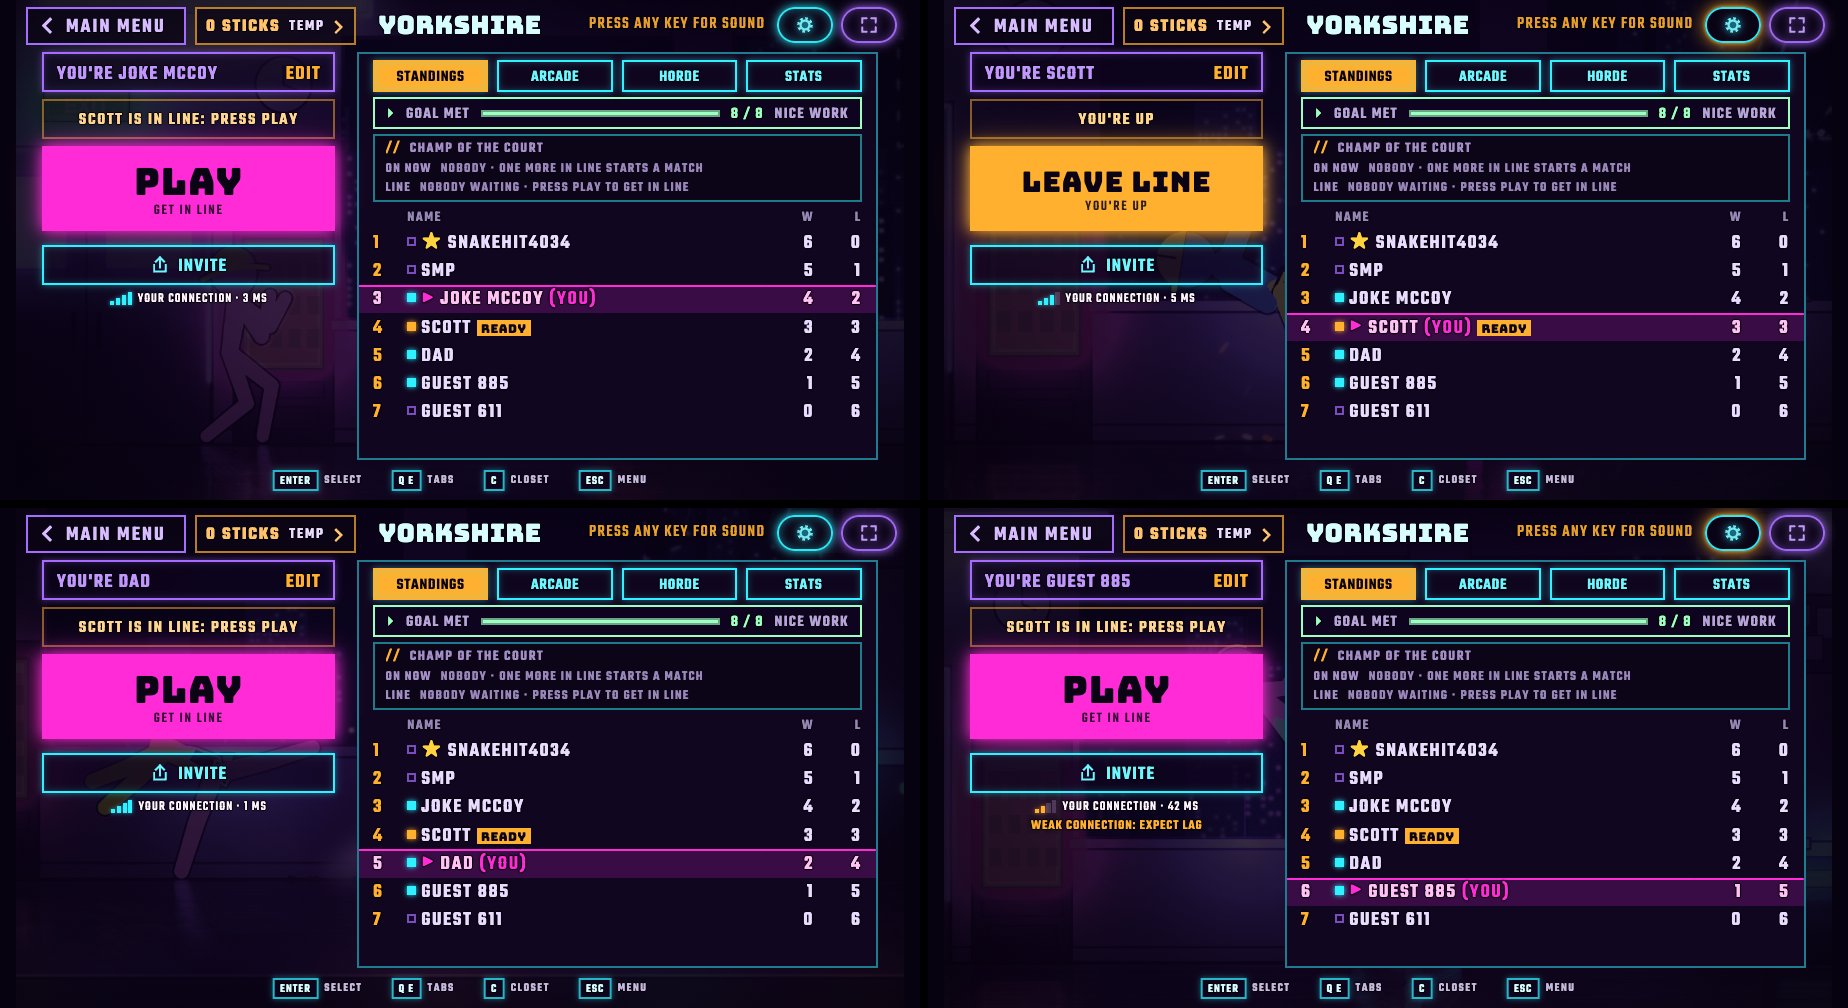 MAIN MENU
0 STICKS TEMP
YORKSHIRE
PRESS ANY KEY FOR SOUND
YOU'RE JOKE MCCOY EDIT
SCOTT IS IN LINE: PRESS PLAY
PLAY
GET IN LINE
INVITE
YOUR CONNECTION · 3 MS
STANDINGS ARCADE HORDE STATS
GOAL MET 8 / 8 NICE WORK
// CHAMP OF THE COURT
ON NOW NOBODY · ONE MORE IN LINE STARTS A MATCH
LINE NOBODY WAITING · PRESS PLAY TO GET IN LINE
NAME W L
1 SNAKEHIT4034 6 0
2 SMP 5 1
3 JOKE MCCOY (YOU) 4 2
4 SCOTT READY 3 3
5 DAD 2 4
6 GUEST 885 1 5
7 GUEST 611 0 6
ENTER SELECT Q E TABS C CLOSET ESC MENU
MAIN MENU
0 STICKS TEMP
YORKSHIRE
PRESS ANY KEY FOR SOUND
YOU'RE SCOTT EDIT
YOU'RE UP
LEAVE LINE
YOU'RE UP
INVITE
YOUR CONNECTION · 5 MS
STANDINGS ARCADE HORDE STATS
GOAL MET 8 / 8 NICE WORK
// CHAMP OF THE COURT
ON NOW NOBODY · ONE MORE IN LINE STARTS A MATCH
LINE NOBODY WAITING · PRESS PLAY TO GET IN LINE
NAME W L
1 SNAKEHIT4034 6 0
2 SMP 5 1
3 JOKE MCCOY 4 2
4 SCOTT (YOU) READY 3 3
5 DAD 2 4
6 GUEST 885 1 5
7 GUEST 611 0 6
ENTER SELECT Q E TABS C CLOSET ESC MENU
MAIN MENU
0 STICKS TEMP
YORKSHIRE
PRESS ANY KEY FOR SOUND
YOU'RE DAD EDIT
SCOTT IS IN LINE: PRESS PLAY
PLAY
GET IN LINE
INVITE
YOUR CONNECTION · 1 MS
STANDINGS ARCADE HORDE STATS
GOAL MET 8 / 8 NICE WORK
// CHAMP OF THE COURT
ON NOW NOBODY · ONE MORE IN LINE STARTS A MATCH
LINE NOBODY WAITING · PRESS PLAY TO GET IN LINE
NAME W L
1 SNAKEHIT4034 6 0
2 SMP 5 1
3 JOKE MCCOY 4 2
4 SCOTT READY 3 3
5 DAD (YOU) 2 4
6 GUEST 885 1 5
7 GUEST 611 0 6
ENTER SELECT Q E TABS C CLOSET ESC MENU
MAIN MENU
0 STICKS TEMP
YORKSHIRE
PRESS ANY KEY FOR SOUND
YOU'RE GUEST 885 EDIT
SCOTT IS IN LINE: PRESS PLAY
PLAY
GET IN LINE
INVITE
YOUR CONNECTION · 42 MS
WEAK CONNECTION: EXPECT LAG
STANDINGS ARCADE HORDE STATS
GOAL MET 8 / 8 NICE WORK
// CHAMP OF THE COURT
ON NOW NOBODY · ONE MORE IN LINE STARTS A MATCH
LINE NOBODY WAITING · PRESS PLAY TO GET IN LINE
NAME W L
1 SNAKEHIT4034 6 0
2 SMP 5 1
3 JOKE MCCOY 4 2
4 SCOTT READY 3 3
5 DAD 2 4
6 GUEST 885 (YOU) 1 5
7 GUEST 611 0 6
ENTER SELECT Q E TABS C CLOSET ESC MENU